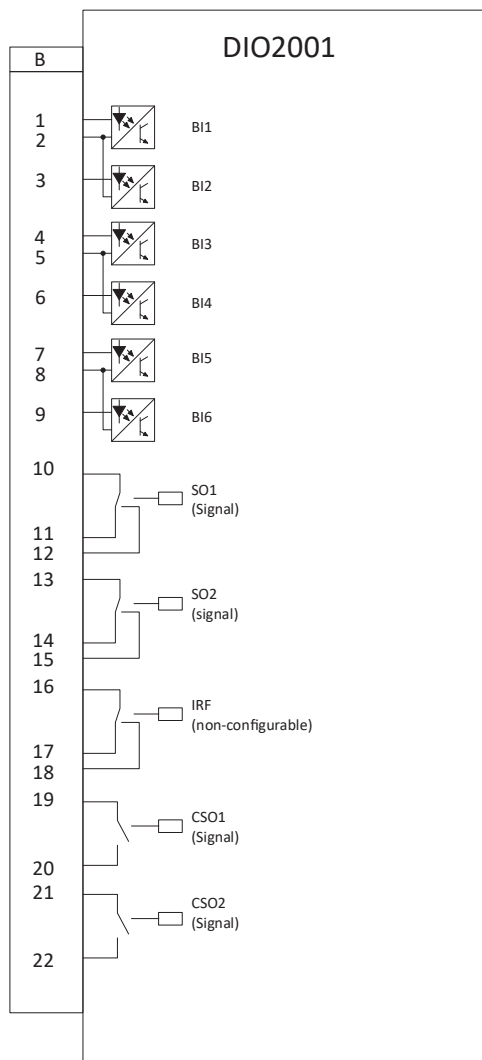 DIO2001
B
1
BI1
2
3
BI2
4
BI3
5
6
BI4
7
BI5
8
9
BI6
10
SO1
(Signal)
11
12
13
SO2
(signal)
14
15
16
IRF
(non-configurable)
17
18
19
CSO1
(Signal)
20
21
CSO2
(Signal)
22